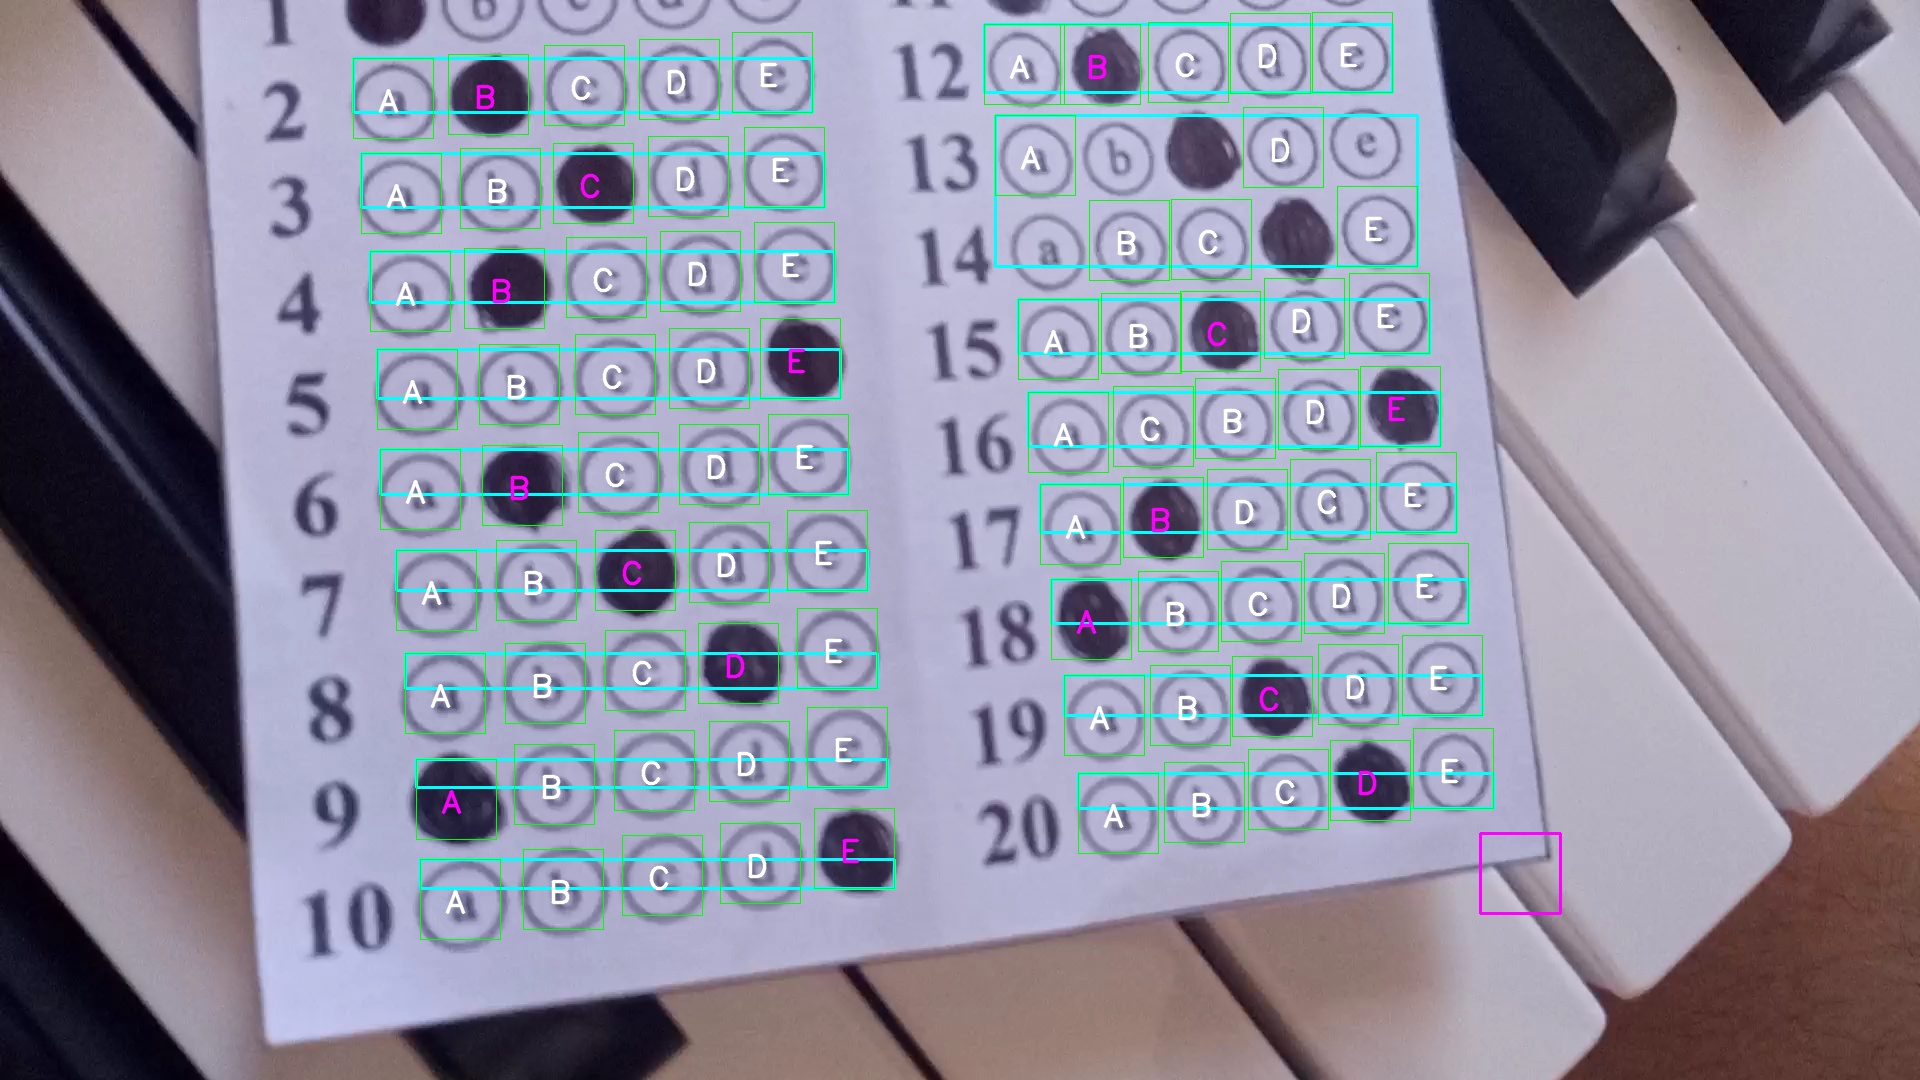 1 b c d e
2 A B C D E
3 A B C D E
4 A B C D E
5 A B C D E
6 A B C D E
7 A B C D E
8 A B C D E
9 A B C D E
10 A B C D E
11
12 A B C D E
13 A b D e
14 a B C E
15 A B C D E
16 A C B D E
17 A B D C E
18 A B C D E
19 A B C D E
20 A B C D E